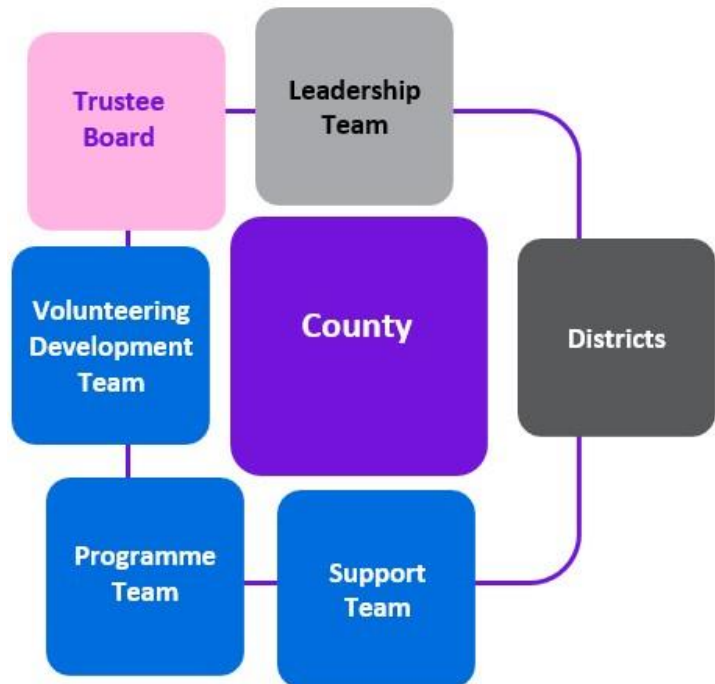 Trustee
Board
Leadership
Team
Volunteering
Development
Team
County
Districts
Programme
Team
Support
Team